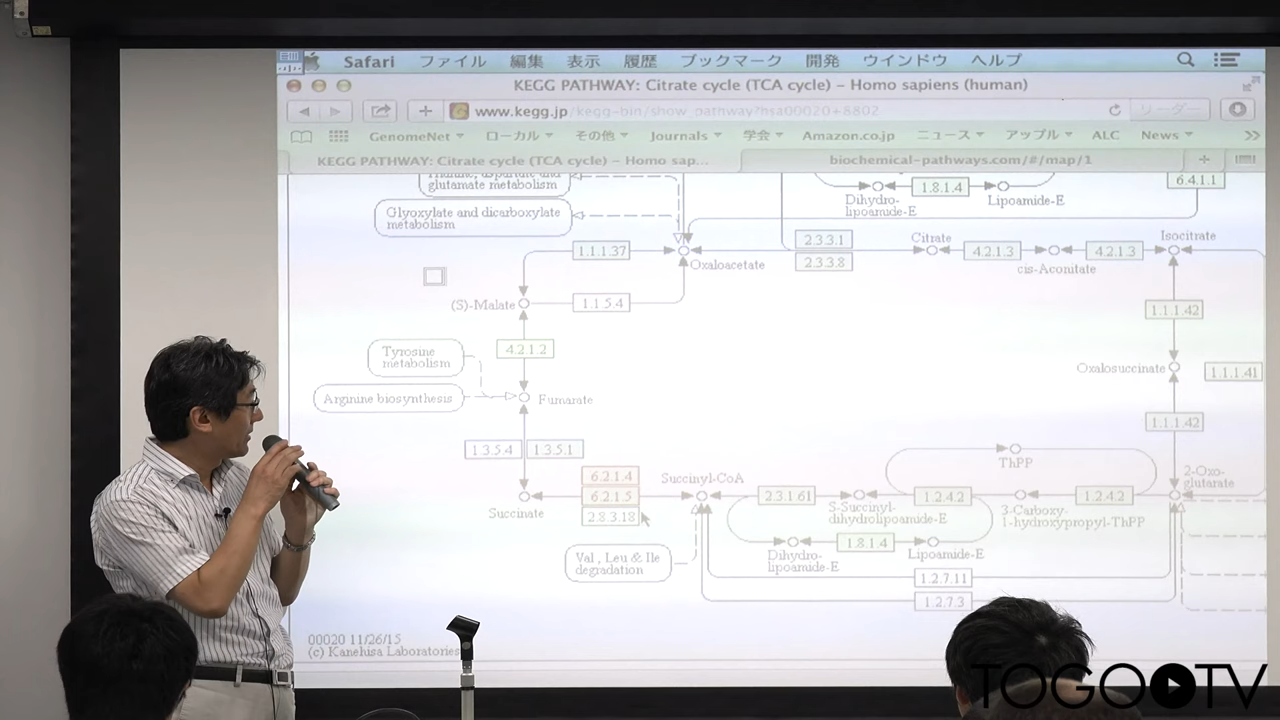 Safari ファイル 編集 表示 履歴 ブックマーク 開発 ウインドウ ヘルプ
KEGG PATHWAY: Citrate cycle (TCA cycle) – Homo sapiens (human)
www.kegg.jp/kegg-bin/show_pathway?hsa00020+8802
リーダー
GenomeNet ローカル その他 Journals 学会 Amazon.co.jp ニュース アップル ALC News
KEGG PATHWAY: Citrate cycle (TCA cycle) – Homo sap...
biochemical-pathways.com/#/map/1
Alanine, aspartate and
glutamate metabolism
1.8.1.4
6.4.1.1
Dihydro-
lipoamide-E
Lipoamide-E
Glyoxylate and dicarboxylate
metabolism
1.1.1.37
Oxaloacetate
2.3.3.1
2.3.3.8
Citrate
4.2.1.3
cis-Aconitate
4.2.1.3
Isocitrate
(S)-Malate
1.1.5.4
1.1.1.42
4.2.1.2
Tyrosine
metabolism
Oxalosuccinate
1.1.1.41
Arginine biosynthesis
Fumarate
1.1.1.42
1.3.5.4
1.3.5.1
ThPP
6.2.1.4
6.2.1.5
2.8.3.18
Succinyl-CoA
2-Oxo-
glutarate
2.3.1.61
1.2.4.2
1.2.4.2
Succinate
S-Succinyl-
dihydrolipoamide-E
3-Carboxy-
1-hydroxypropyl-ThPP
1.8.1.4
Val, Leu & Ile
degradation
Dihydro-
lipoamide-E
Lipoamide-E
1.2.7.11
1.2.7.3
00020 11/26/15
(c) Kanehisa Laboratories
TOGO TV